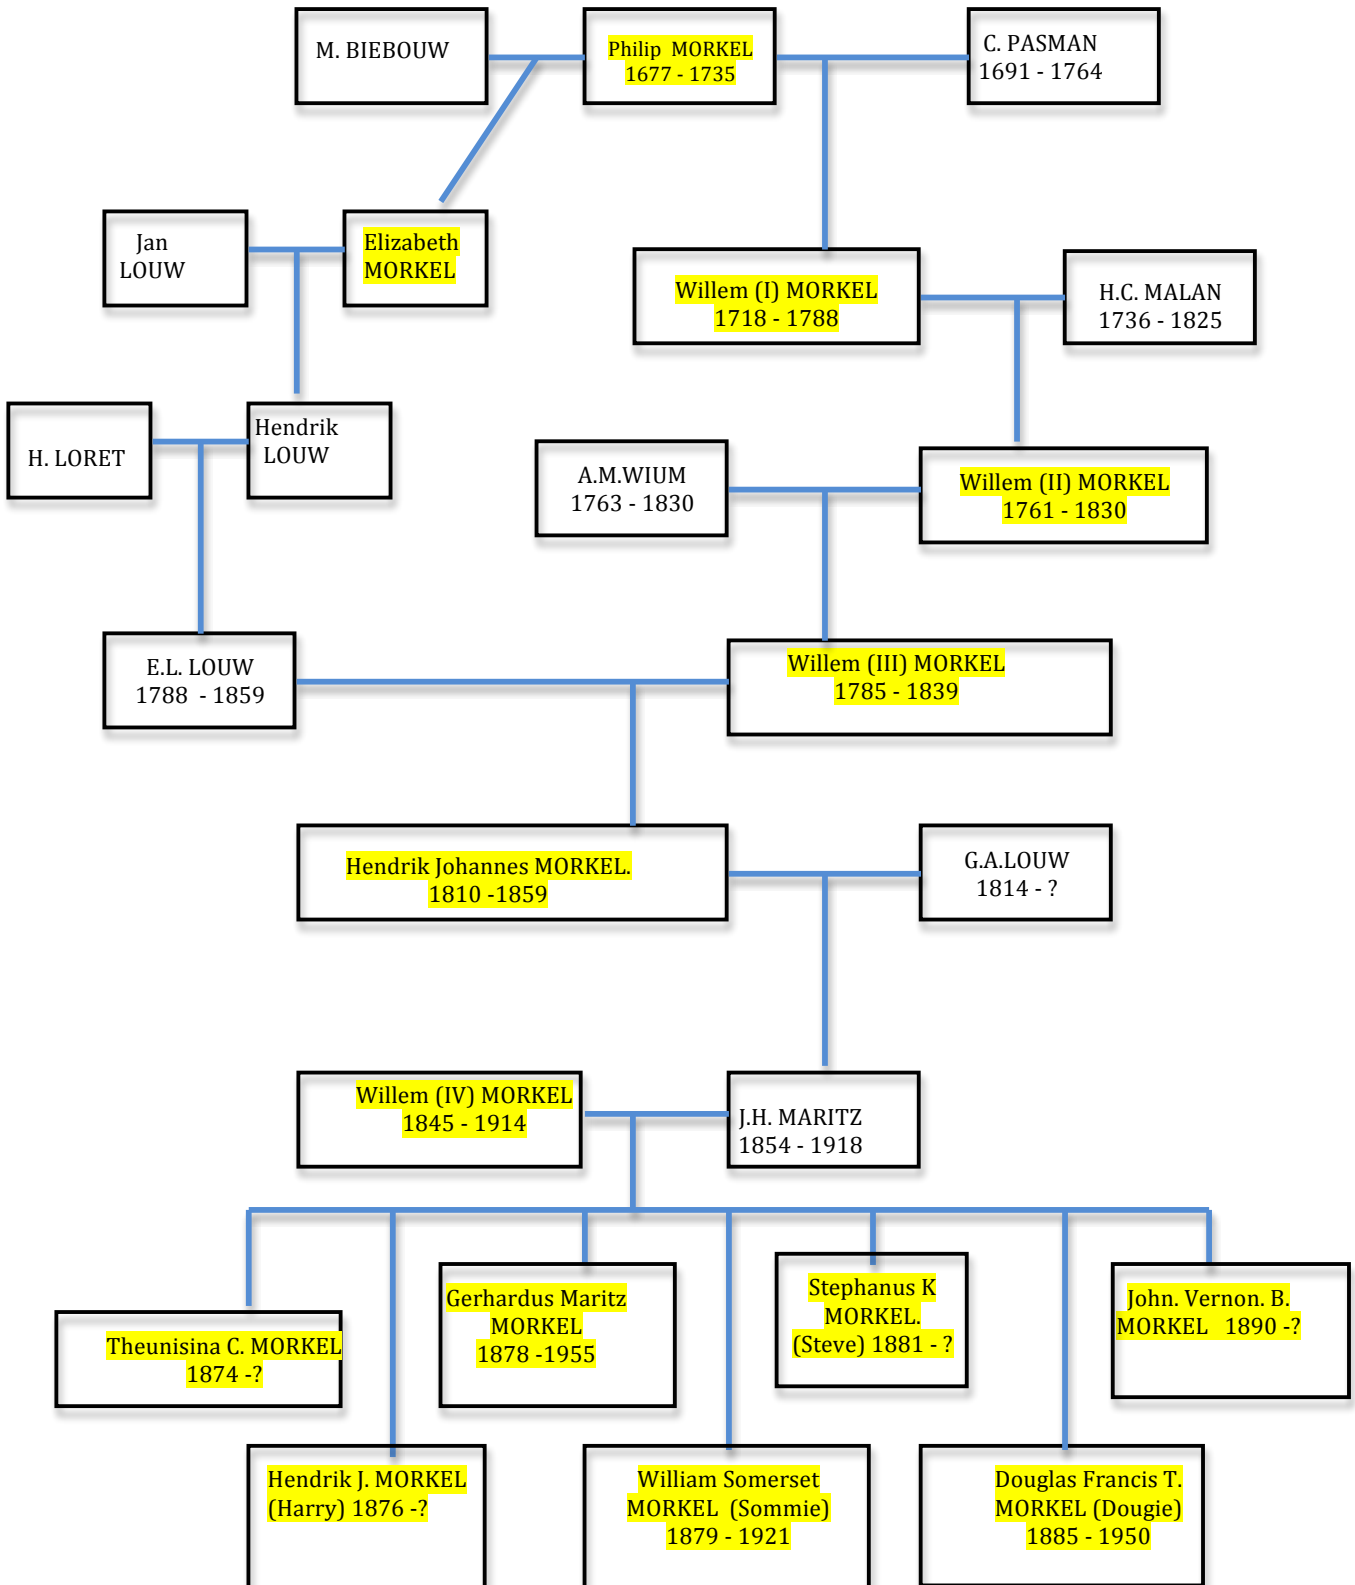 M. BIEBOUW
Philip MORKEL
1677 - 1735
C. PASMAN
1691 - 1764
Jan
LOUW
Elizabeth
MORKEL
Willem (I) MORKEL
1718 - 1788
H.C. MALAN
1736 - 1825
H. LORET
Hendrik
LOUW
A.M.WIUM
1763 - 1830
Willem (II) MORKEL
1761 - 1830
E.L. LOUW
1788 - 1859
Willem (III) MORKEL
1785 - 1839
Hendrik Johannes MORKEL.
1810 -1859
G.A.LOUW
1814 - ?
Willem (IV) MORKEL
1845 - 1914
J.H. MARITZ
1854 - 1918
Theunisina C. MORKEL
1874 -?
Gerhardus Maritz
MORKEL
1878 -1955
Stephanus K
MORKEL.
(Steve) 1881 - ?
John. Vernon. B.
MORKEL 1890 -?
Hendrik J. MORKEL
(Harry) 1876 -?
William Somerset
MORKEL (Sommie)
1879 - 1921
Douglas Francis T.
MORKEL (Dougie)
1885 - 1950